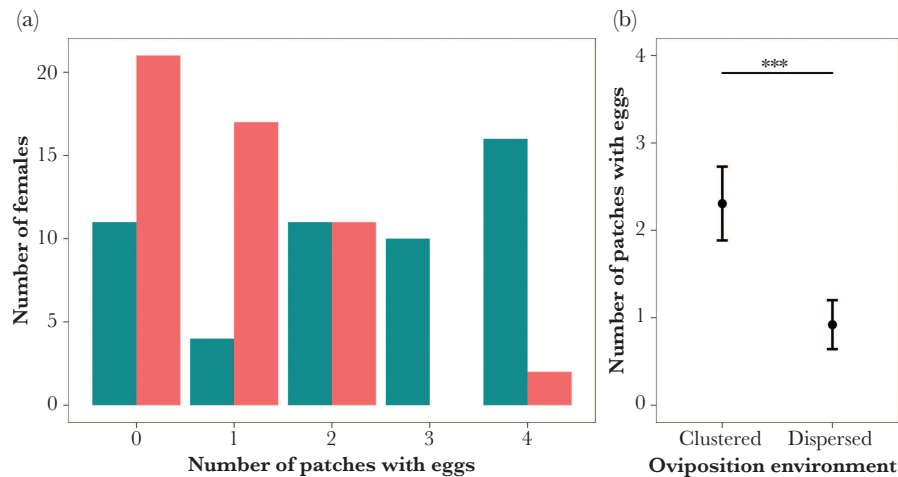 (a)
Number of females
20
15
10
5
0
0 1 2 3 4
Number of patches with eggs
(b)
Number of patches with eggs
4
3
2
1
0
***
Clustered Dispersed
Oviposition environment